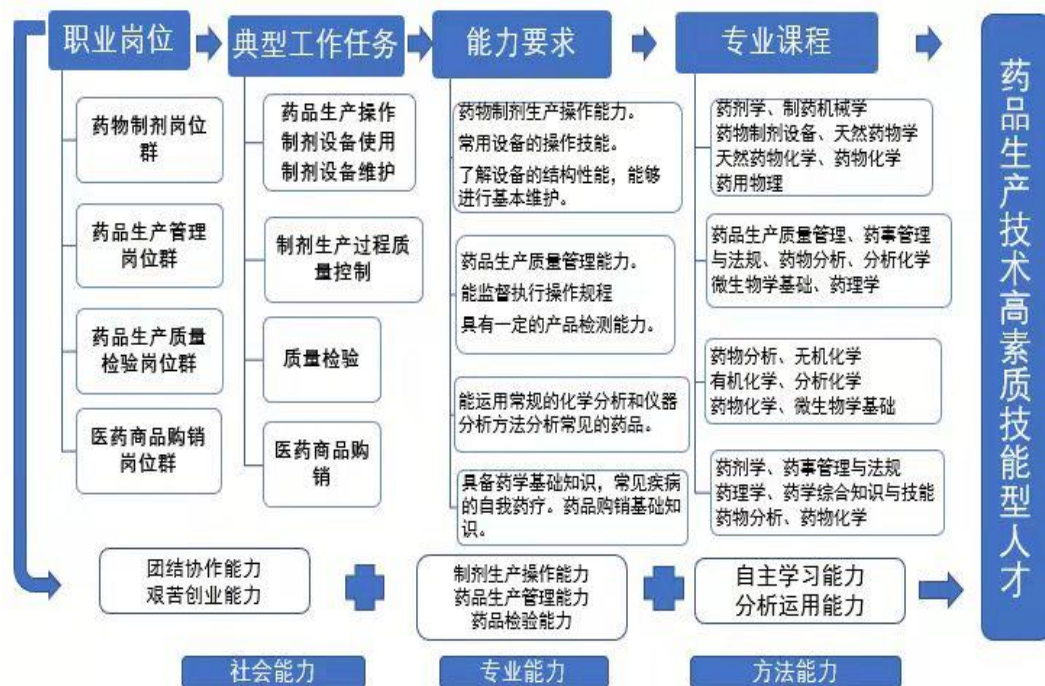 职业岗位
典型工作任务
能力要求
专业课程
药物制剂岗位
群
药品生产管理
岗位群
药品生产质量
检验岗位群
医药商品购销
岗位群
药品生产操作
制剂设备使用
制剂设备维护
制剂生产过程质
量控制
质量检验
医药商品购
销
药物制剂生产操作能力。
常用设备的操作技能。
了解设备的结构性能，能够
进行基本维护。
药品生产质量管理能力。
能监督执行操作规程
具有一定的产品检测能力。
能运用常规的化学分析和仪器
分析方法分析常见的药品。
具备药学基础知识，常见疾病
的自我药疗。药品购销基础知
识。
药剂学、制药机械学
药物制剂设备、天然药物学
天然药物化学、药物化学
药用物理
药品生产质量管理、药事管理
与法规、药物分析、分析化学
微生物学基础、药理学
药物分析、无机化学
有机化学、分析化学
药物化学、微生物学基础
药剂学、药事管理与法规
药理学、药学综合知识与技能
药物分析、药物化学
药品生产技术高素质技能型人才
团结协作能力
艰苦创业能力
制剂生产操作能力
药品生产管理能力
药品检验能力
自主学习能力
分析运用能力
社会能力
专业能力
方法能力